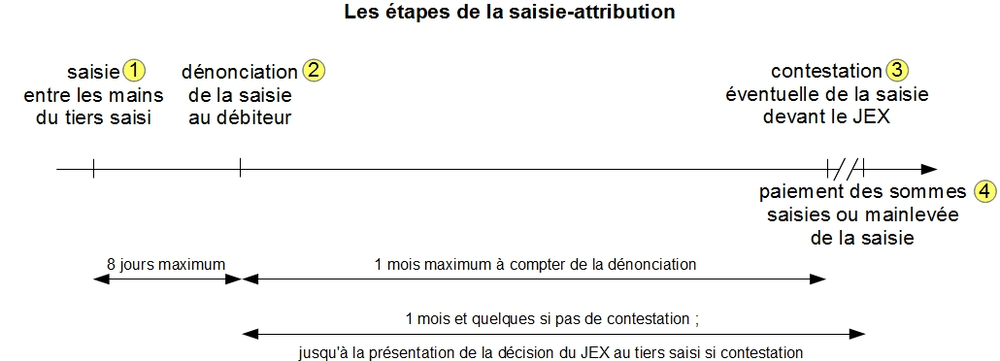 Les étapes de la saisie-attribution
saisie 1
entre les mains
du tiers saisi
dénonciation 2
de la saisie
au débiteur
contestation 3
éventuelle de la saisie
devant le JEX
paiement des sommes 4
saisies ou mainlevée
de la saisie
8 jours maximum
1 mois maximum à compter de la dénonciation
1 mois et quelques si pas de contestation ;
jusqu'à la présentation de la décision du JEX au tiers saisi si contestation